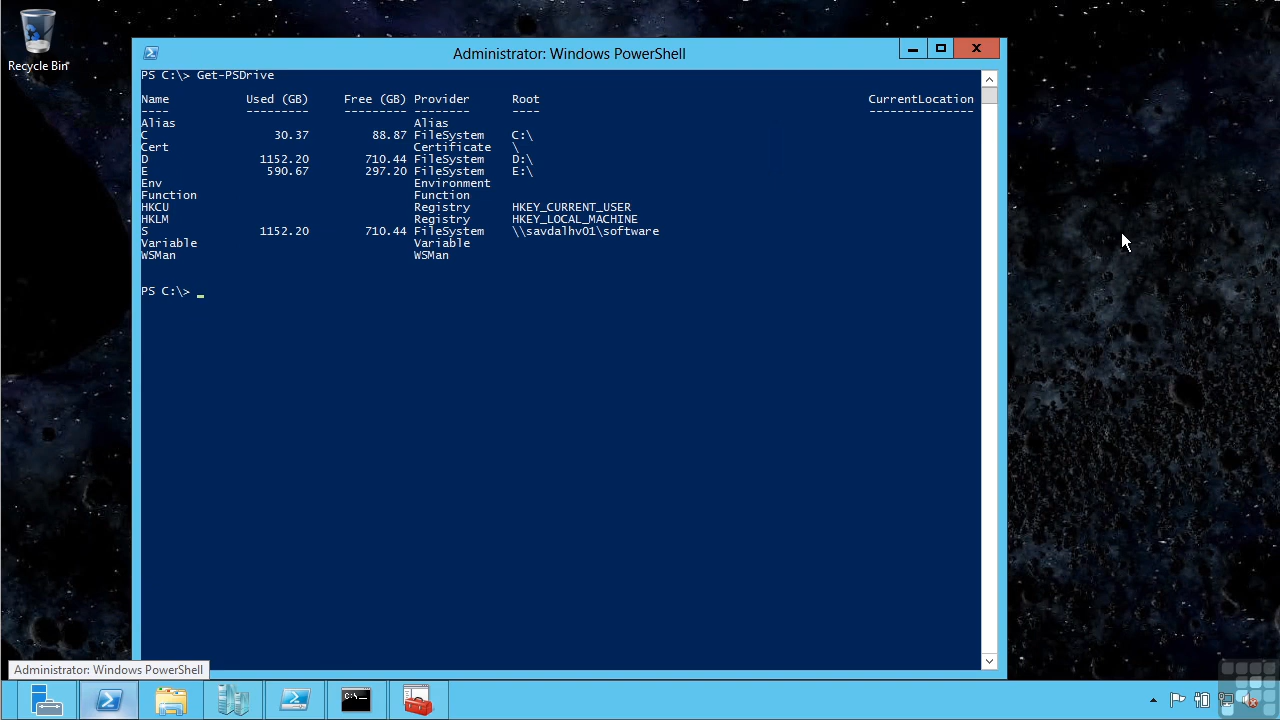 Recycle Bin
Administrator: Windows PowerShell
PS C:\> Get-PSDrive
Name Used (GB) Free (GB) Provider Root CurrentLocation
---- --------- --------- -------- ---- ---------------
Alias Alias
C 30.37 88.87 FileSystem C:\
Cert Certificate \
D 1152.20 710.44 FileSystem D:\
E 590.67 297.20 FileSystem E:\
Env Environment
Function Function
HKCU Registry HKEY_CURRENT_USER
HKLM Registry HKEY_LOCAL_MACHINE
S 1152.20 710.44 FileSystem \\savdalhv01\software
Variable Variable
WSMan WSMan
PS C:\> _
Administrator: Windows PowerShell